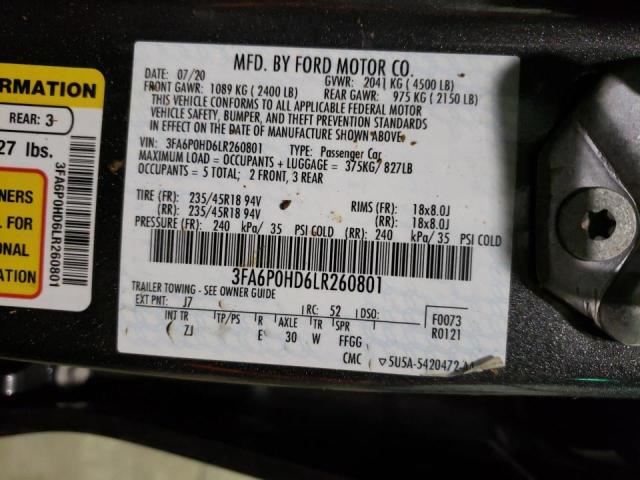 ORMATION
REAR: 3
27 lbs.
NERS
L FOR
ONAL
3FA6P0HD6LR260801
MFD. BY FORD MOTOR CO.
DATE: 07/20 GVWR: 2041 KG ( 4500 LB)
FRONT GAWR: 1089 KG ( 2400 LB) REAR GAWR: 975 KG ( 2150 LB)
THIS VEHICLE CONFORMS TO ALL APPLICABLE FEDERAL MOTOR
VEHICLE SAFETY, BUMPER, AND THEFT PREVENTION STANDARDS
IN EFFECT ON THE DATE OF MANUFACTURE SHOWN ABOVE.
VIN: 3FA6P0HD6LR260801 TYPE: Passenger Car
MAXIMUM LOAD = OCCUPANTS + LUGGAGE = 375KG/ 827LB
OCCUPANTS = 5 TOTAL; 2 FRONT, 3 REAR
TIRE (FR): 235/45R18 94V RIMS (FR): 18x8.0J
(RR): 235/45R18 94V (RR): 18x8.0J
PRESSURE (FR): 240 kPa/ 35 PSI COLD (RR): 240 kPa/ 35 PSI COLD
3FA6P0HD6LR260801
TRAILER TOWING - SEE OWNER GUIDE
EXT PNT: J7 RC: 52 DSO: F0073
INT TR TP/PS R AXLE TR SPR R0121
ZJ E 30 W FFGG
CMC 5U5A-5420472-AA